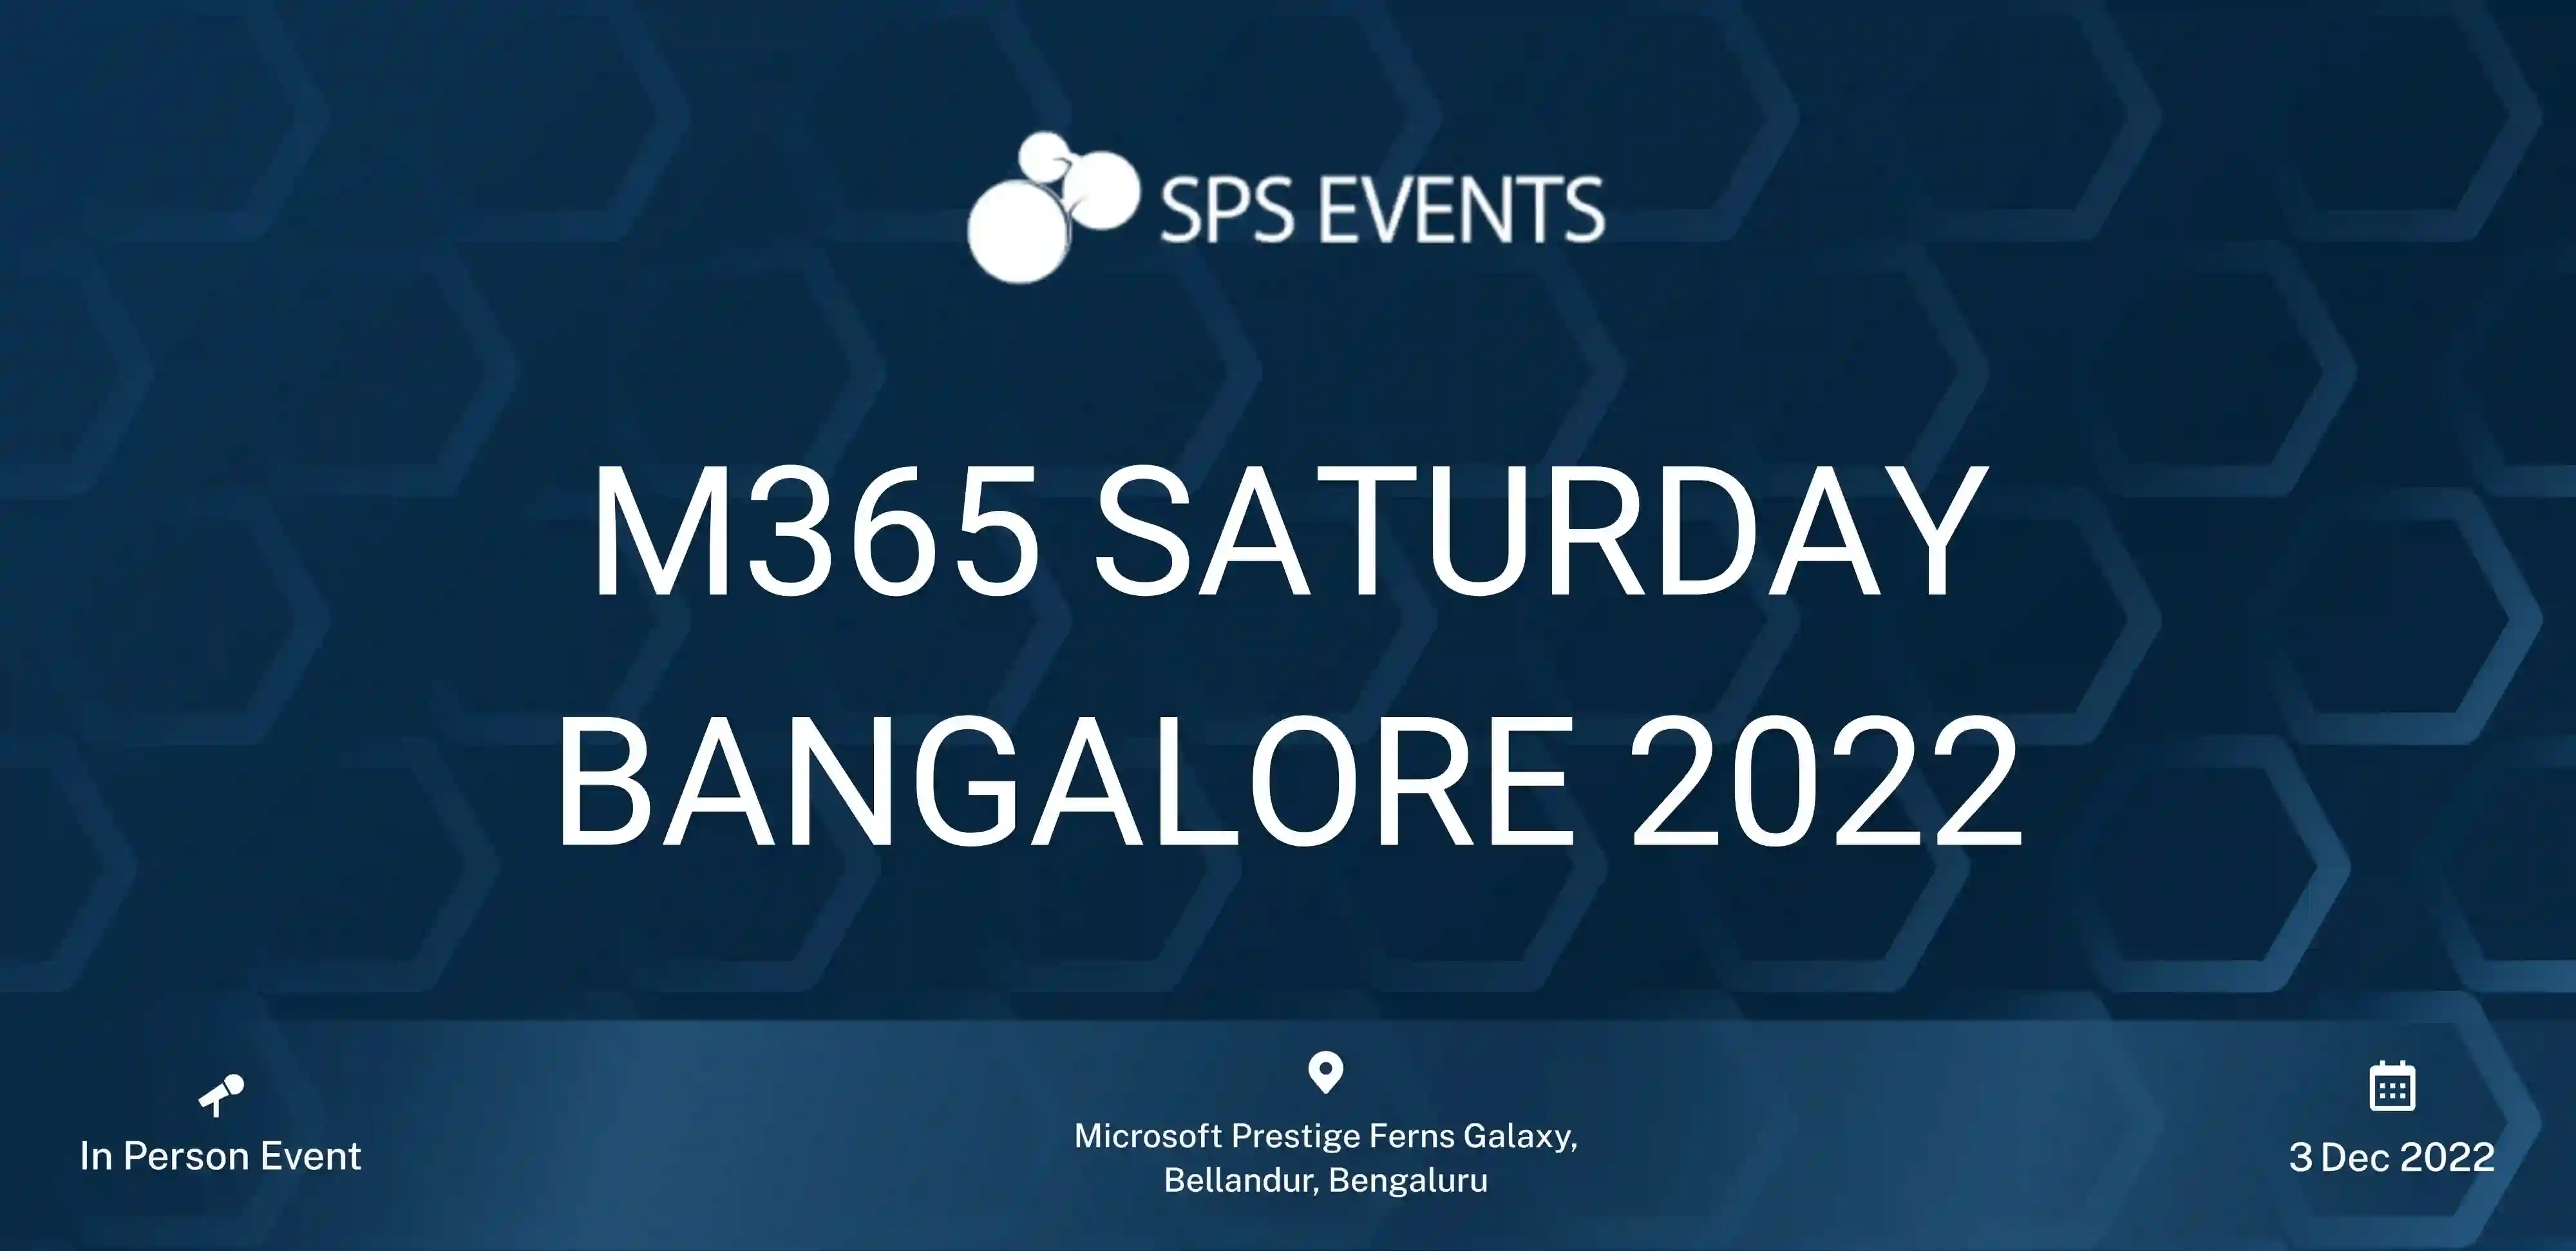 SPS EVENTS
M365 SATURDAY
BANGALORE 2022
In Person Event
Microsoft Prestige Ferns Galaxy,
Bellandur, Bengaluru
3 Dec 2022